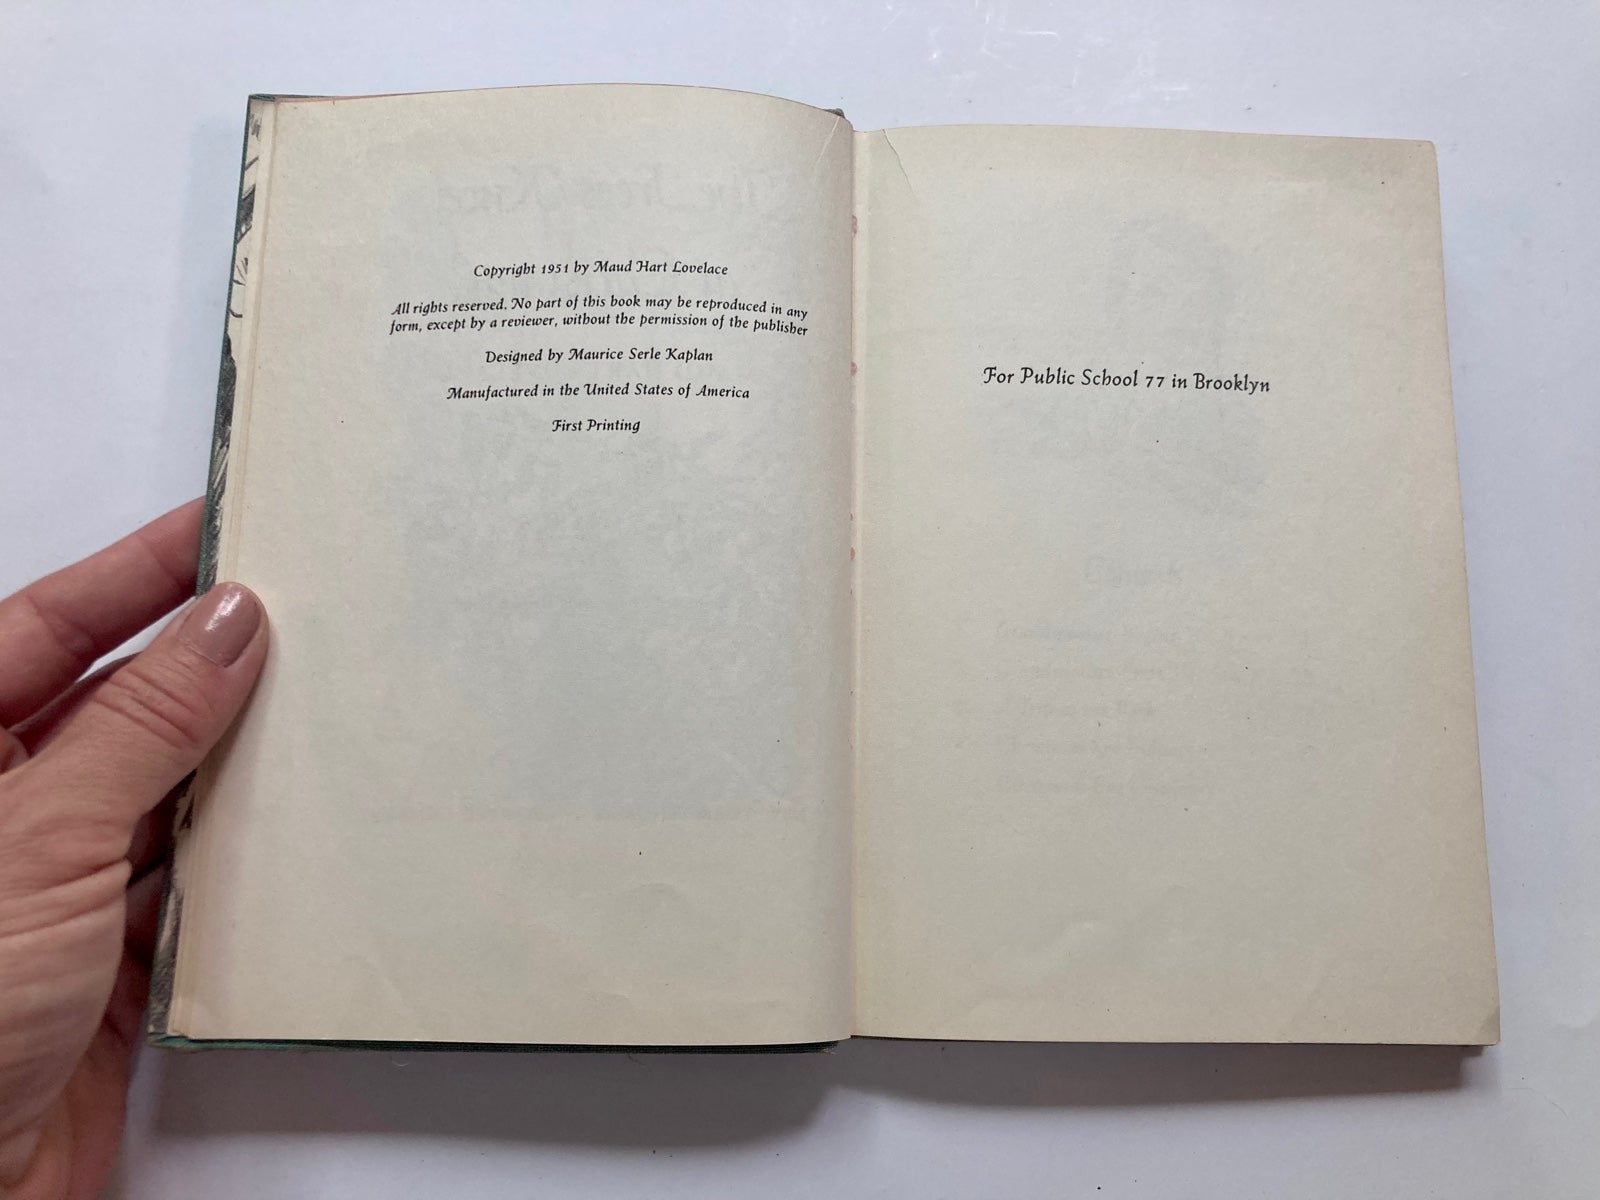 Copyright 1951 by Maud Hart Lovelace
All rights reserved. No part of this book may be reproduced in any
form, except by a reviewer, without the permission of the publisher
Designed by Maurice Serle Kaplan
Manufactured in the United States of America
First Printing
For Public School 77 in Brooklyn